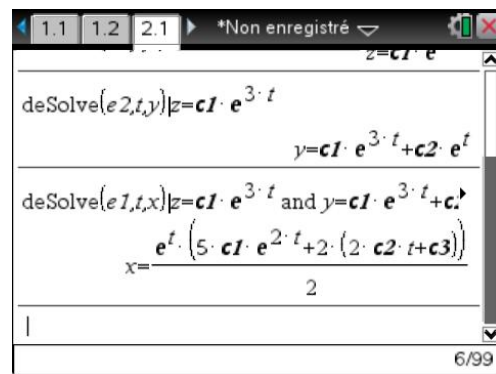 1.1 1.2 2.1 *Non enregistré
z=c1· e
deSolve(e2,t,y)|z=c1· e^3· t
y=c1· e^3· t+c2· e^t
deSolve(e1,t,x)|z=c1· e^3· t and y=c1· e^3· t+c
x=e^t·(5· c1· e^2· t+2·(2· c2· t+c3))/2
6/99